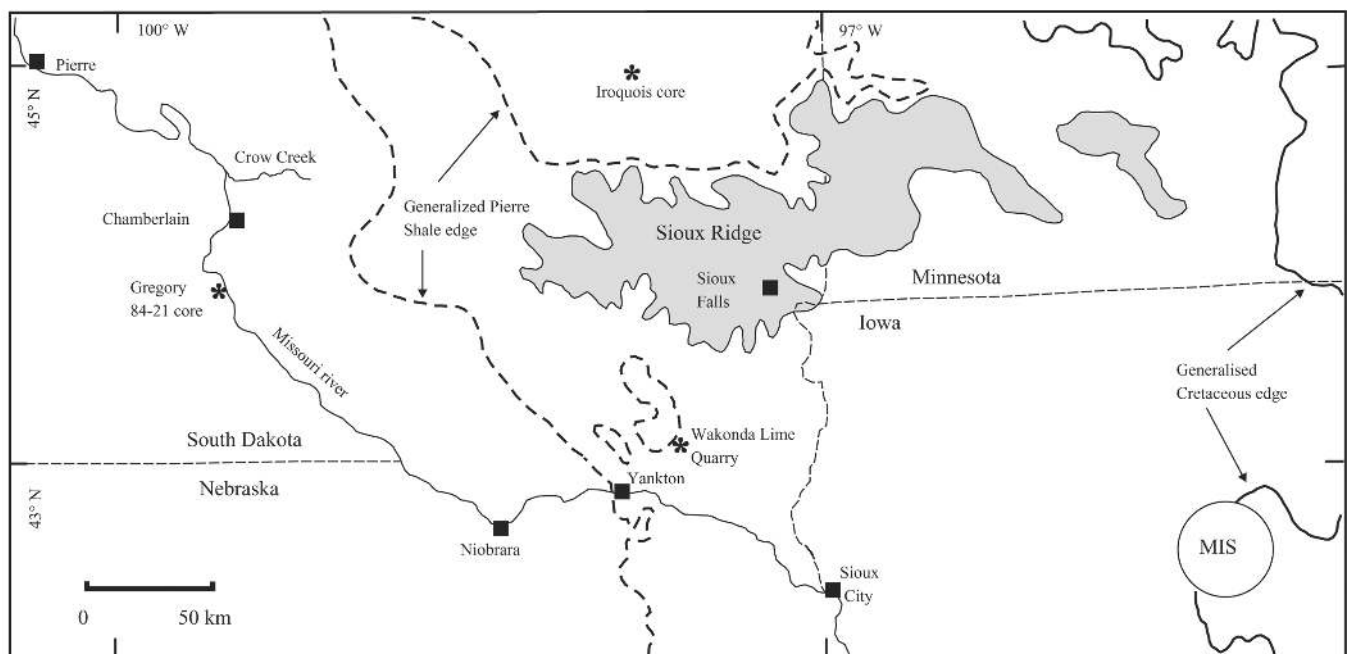 100° W
97° W
Pierre
45° N
Iroquois core
Crow Creek
Chamberlain
Generalized Pierre
Shale edge
Sioux Ridge
Gregory
84-21 core
Sioux
Falls
Minnesota
Iowa
Missouri river
Generalised
Cretaceous edge
South Dakota
Nebraska
Wakonda Lime
Quarry
Yankton
43° N
Niobrara
MIS
Sioux
City
0 50 km